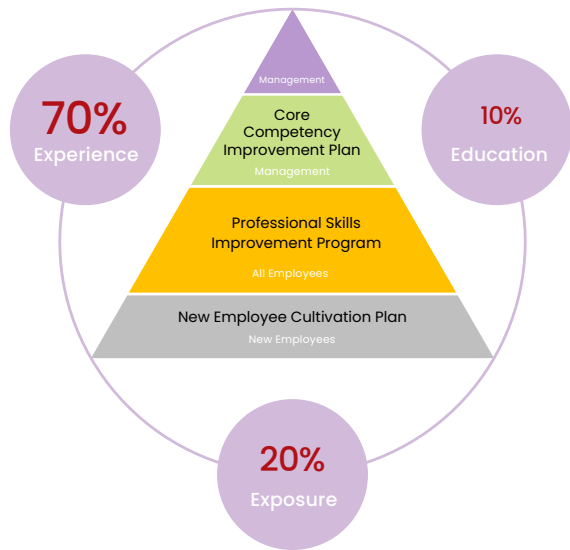 Management
70%
Experience
10%
Education
Core
Competency
Improvement Plan
Management
Professional Skills
Improvement Program
All Employees
New Employee Cultivation Plan
New Employees
20%
Exposure